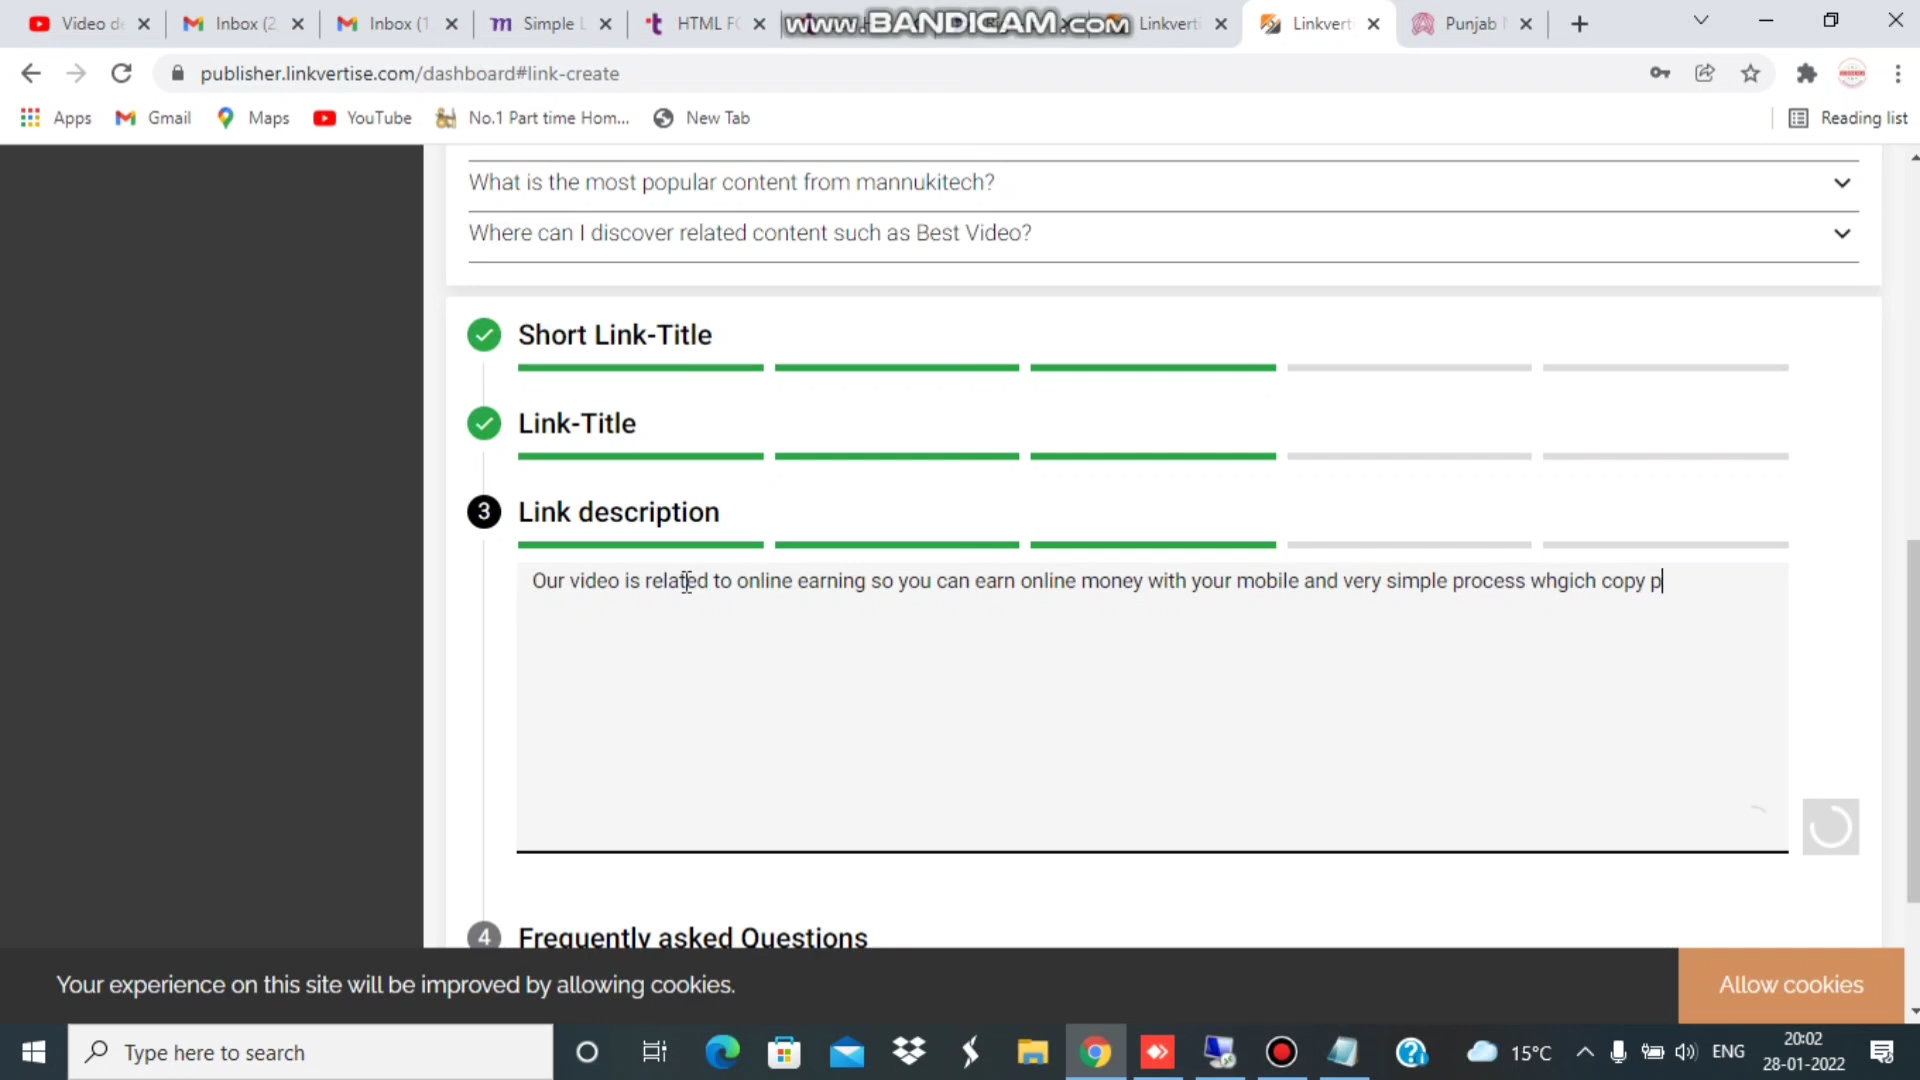 Video de
Inbox (2
Inbox (1
Simple L
HTML FO
www.BANDICAM.com
Linkverti
Linkverti
Punjab
publisher.linkvertise.com/dashboard#link-create
Apps
Gmail
Maps
YouTube
No.1 Part time Hom...
New Tab
Reading list
What is the most popular content from mannukitech?
Where can I discover related content such as Best Video?
Short Link-Title
Link-Title
3 Link description
Our video is related to online earning so you can earn online money with your mobile and very simple process whgich copy p
4 Frequently asked Questions
Your experience on this site will be improved by allowing cookies.
Allow cookies
Type here to search
15°C
ENG
20:02
28-01-2022